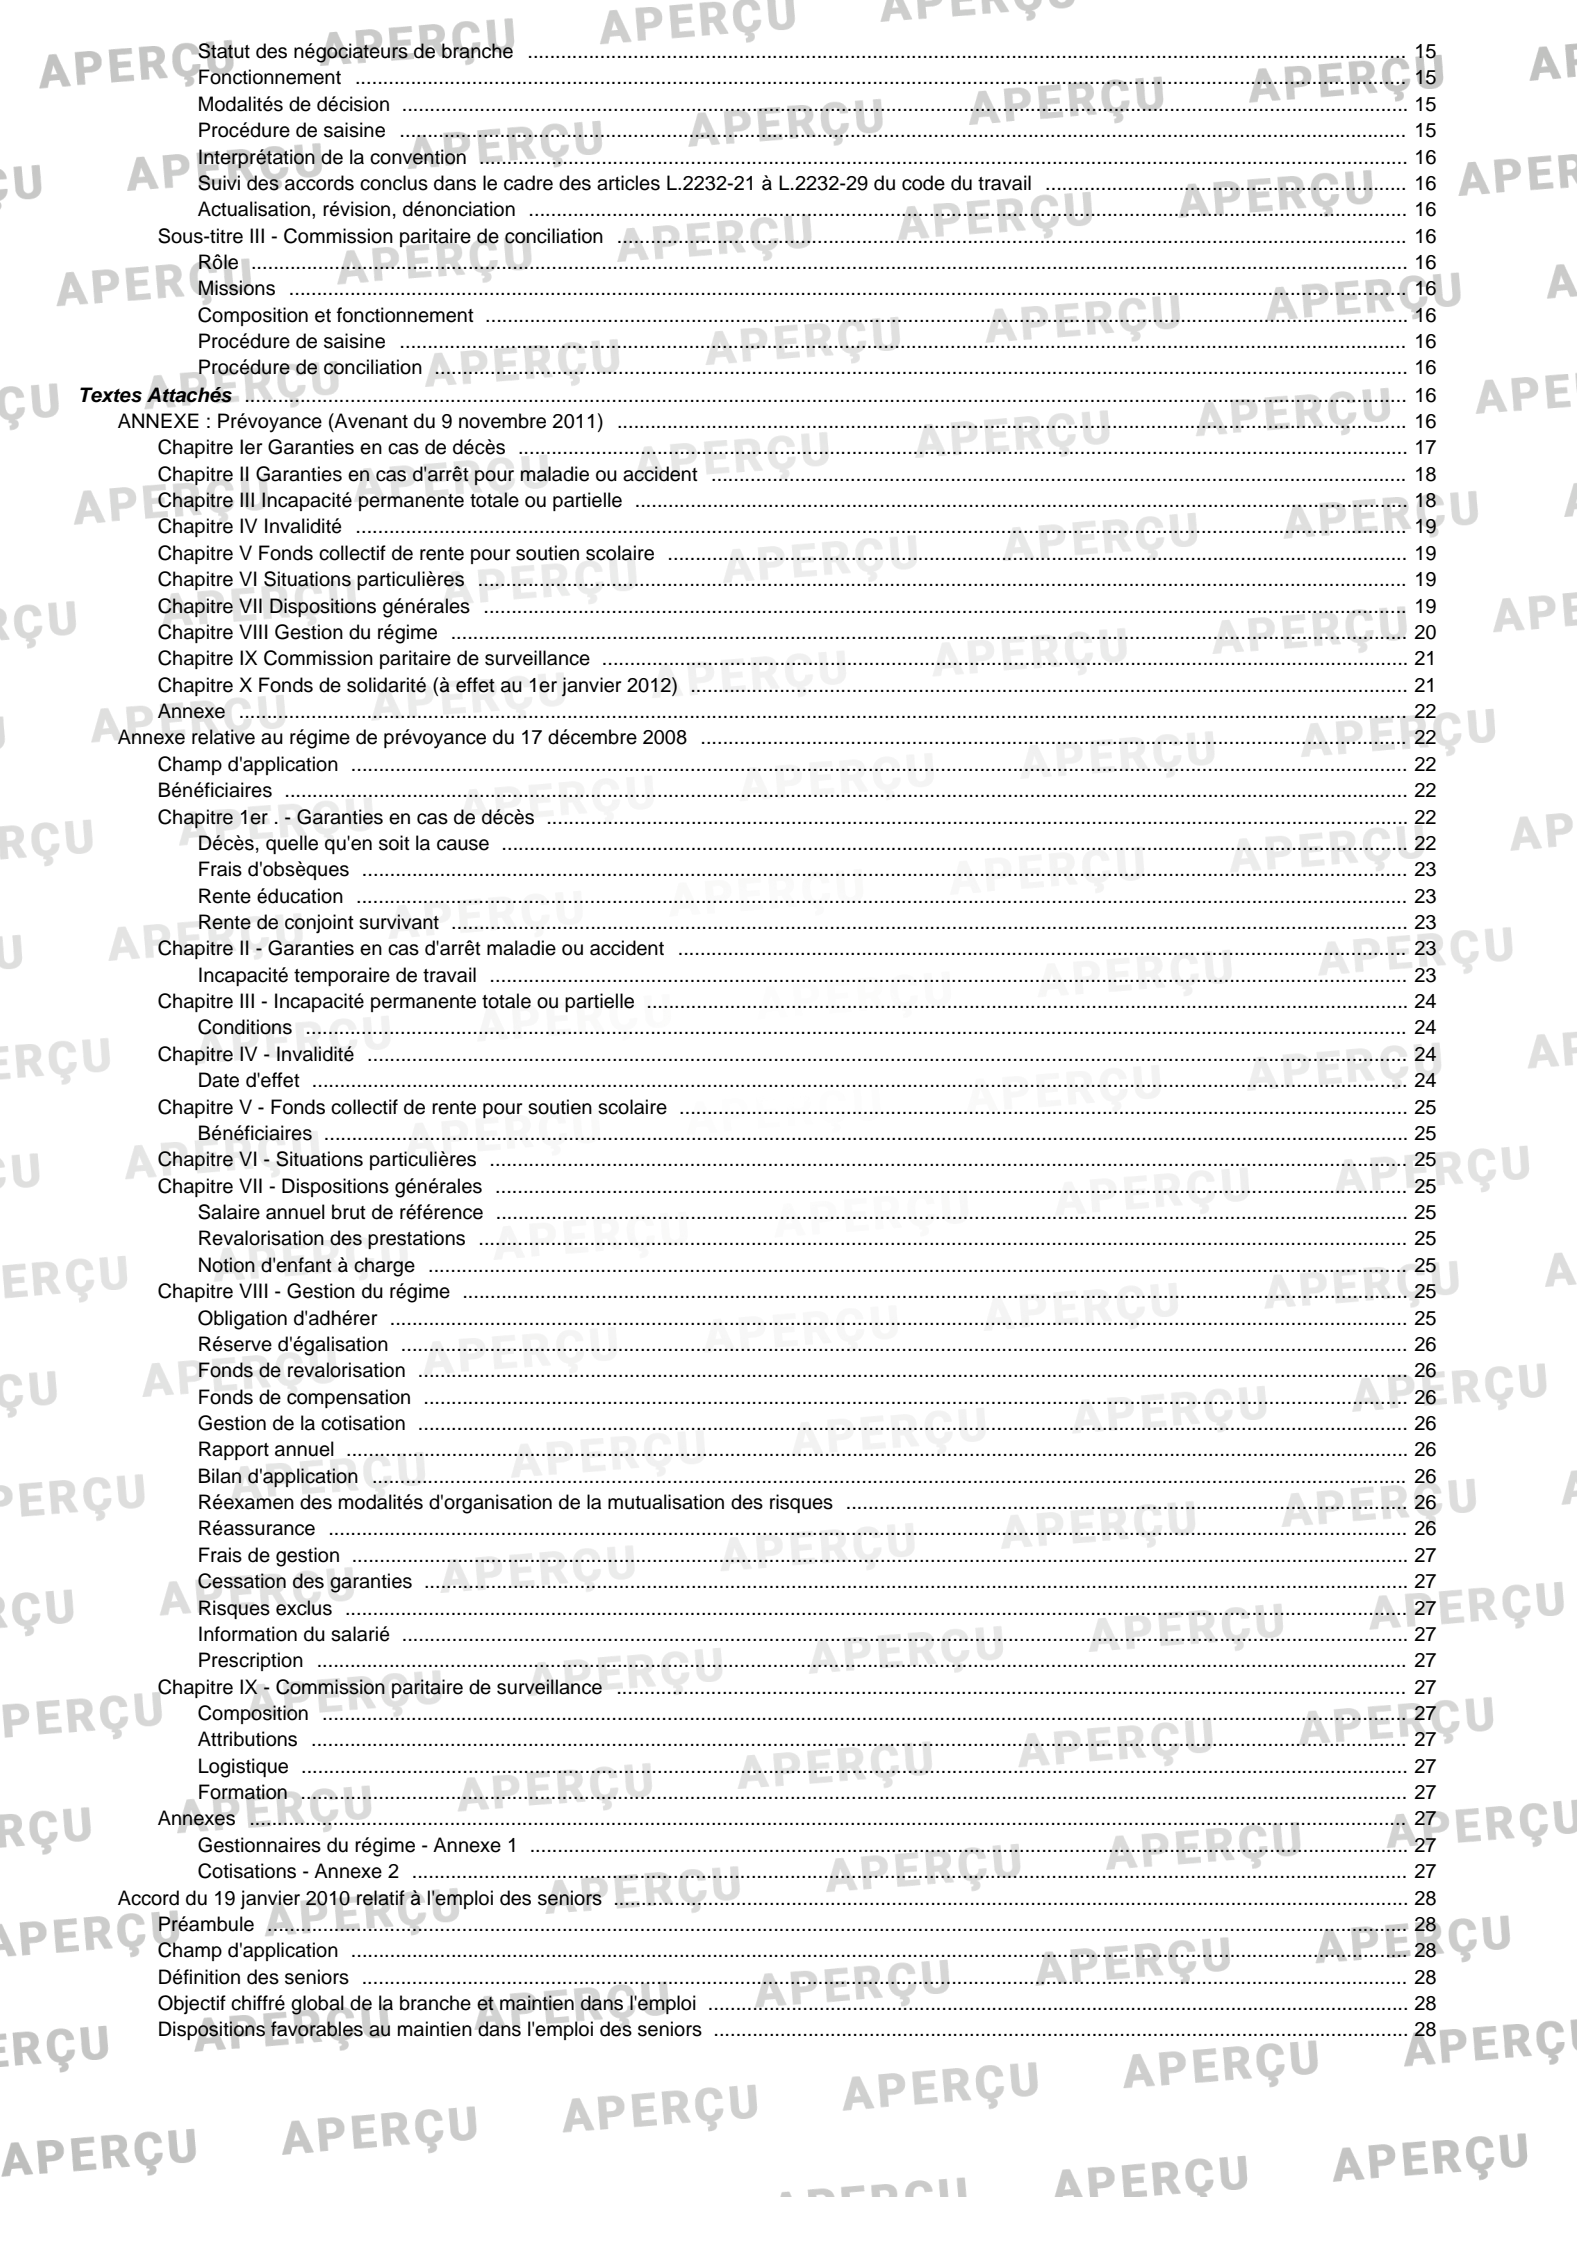 Statut des négociateurs de branche ........ 15
Fonctionnement ........ 15
Modalités de décision ........ 15
Procédure de saisine ........ 15
Interprétation de la convention ........ 16
Suivi des accords conclus dans le cadre des articles L.2232-21 à L.2232-29 du code du travail ........ 16
Actualisation, révision, dénonciation ........ 16
Sous-titre III - Commission paritaire de conciliation ........ 16
Rôle ........ 16
Missions ........ 16
Composition et fonctionnement ........ 16
Procédure de saisine ........ 16
Procédure de conciliation ........ 16
Textes Attachés ........ 16
ANNEXE : Prévoyance (Avenant du 9 novembre 2011) ........ 16
Chapitre Ier Garanties en cas de décès ........ 17
Chapitre II Garanties en cas d'arrêt pour maladie ou accident ........ 18
Chapitre III Incapacité permanente totale ou partielle ........ 18
Chapitre IV Invalidité ........ 19
Chapitre V Fonds collectif de rente pour soutien scolaire ........ 19
Chapitre VI Situations particulières ........ 19
Chapitre VII Dispositions générales ........ 19
Chapitre VIII Gestion du régime ........ 20
Chapitre IX Commission paritaire de surveillance ........ 21
Chapitre X Fonds de solidarité (à effet au 1er janvier 2012) ........ 21
Annexe ........ 22
Annexe relative au régime de prévoyance du 17 décembre 2008 ........ 22
Champ d'application ........ 22
Bénéficiaires ........ 22
Chapitre 1er . - Garanties en cas de décès ........ 22
Décès, quelle qu'en soit la cause ........ 22
Frais d'obsèques ........ 23
Rente éducation ........ 23
Rente de conjoint survivant ........ 23
Chapitre II - Garanties en cas d'arrêt maladie ou accident ........ 23
Incapacité temporaire de travail ........ 23
Chapitre III - Incapacité permanente totale ou partielle ........ 24
Conditions ........ 24
Chapitre IV - Invalidité ........ 24
Date d'effet ........ 24
Chapitre V - Fonds collectif de rente pour soutien scolaire ........ 25
Bénéficiaires ........ 25
Chapitre VI - Situations particulières ........ 25
Chapitre VII - Dispositions générales ........ 25
Salaire annuel brut de référence ........ 25
Revalorisation des prestations ........ 25
Notion d'enfant à charge ........ 25
Chapitre VIII - Gestion du régime ........ 25
Obligation d'adhérer ........ 25
Réserve d'égalisation ........ 26
Fonds de revalorisation ........ 26
Fonds de compensation ........ 26
Gestion de la cotisation ........ 26
Rapport annuel ........ 26
Bilan d'application ........ 26
Réexamen des modalités d'organisation de la mutualisation des risques ........ 26
Réassurance ........ 26
Frais de gestion ........ 27
Cessation des garanties ........ 27
Risques exclus ........ 27
Information du salarié ........ 27
Prescription ........ 27
Chapitre IX - Commission paritaire de surveillance ........ 27
Composition ........ 27
Attributions ........ 27
Logistique ........ 27
Formation ........ 27
Annexes ........ 27
Gestionnaires du régime - Annexe 1 ........ 27
Cotisations - Annexe 2 ........ 27
Accord du 19 janvier 2010 relatif à l'emploi des seniors ........ 28
Préambule ........ 28
Champ d'application ........ 28
Définition des seniors ........ 28
Objectif chiffré global de la branche et maintien dans l'emploi ........ 28
Dispositions favorables au maintien dans l'emploi des seniors ........ 28
APERÇU